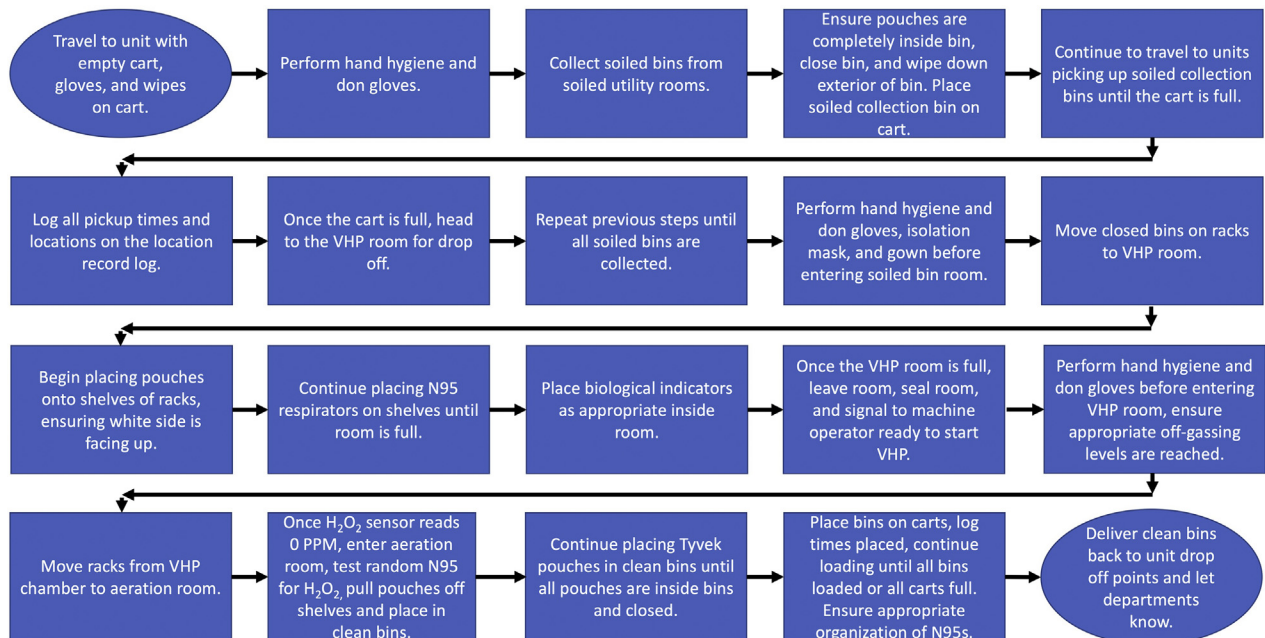 Travel to unit with
empty cart,
gloves, and wipes
on cart.
Perform hand hygiene and
don gloves.
Collect soiled bins from
soiled utility rooms.
Ensure pouches are
completely inside bin,
close bin, and wipe down
exterior of bin. Place
soiled collection bin on
cart.
Continue to travel to units
picking up soiled collection
bins until the cart is full.
Log all pickup times and
locations on the location
record log.
Once the cart is full, head
to the VHP room for drop
off.
Repeat previous steps until
all soiled bins are
collected.
Perform hand hygiene and
don gloves, isolation
mask, and gown before
entering soiled bin room.
Move closed bins on racks
to VHP room.
Begin placing pouches
onto shelves of racks,
ensuring white side is
facing up.
Continue placing N95
respirators on shelves until
room is full.
Place biological indicators
as appropriate inside
room.
Once the VHP room is full,
leave room, seal room,
and signal to machine
operator ready to start
VHP.
Perform hand hygiene and
don gloves before entering
VHP room, ensure
appropriate off-gassing
levels are reached.
Move racks from VHP
chamber to aeration room.
Once H₂O₂ sensor reads
0 PPM, enter aeration
room, test random N95
for H₂O₂, pull pouches off
shelves and place in
clean bins.
Continue placing Tyvek
pouches in clean bins until
all pouches are inside bins
and closed.
Place bins on carts, log
times placed, continue
loading until all bins
loaded or all carts full.
Ensure appropriate
organization of N95s.
Deliver clean bins
back to unit drop
off points and let
departments
know.